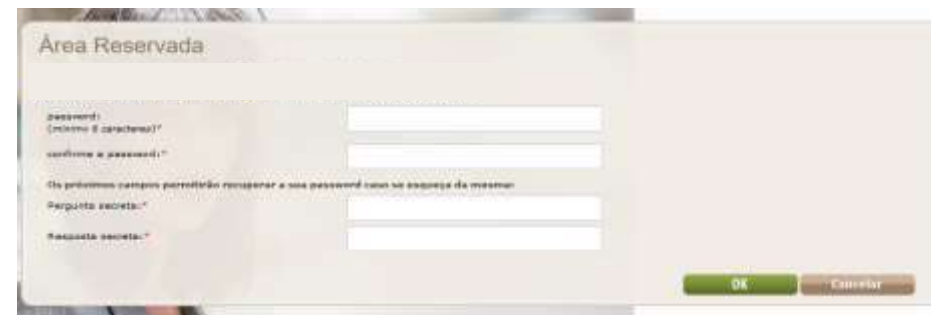 Área Reservada
password:
(mínimo 6 caracteres)*
confirme a password:*
Os próximos campos permitirão recuperar a sua password caso se esqueça da mesma:
Pergunta secreta:*
Resposta secreta:*
OK
Cancelar